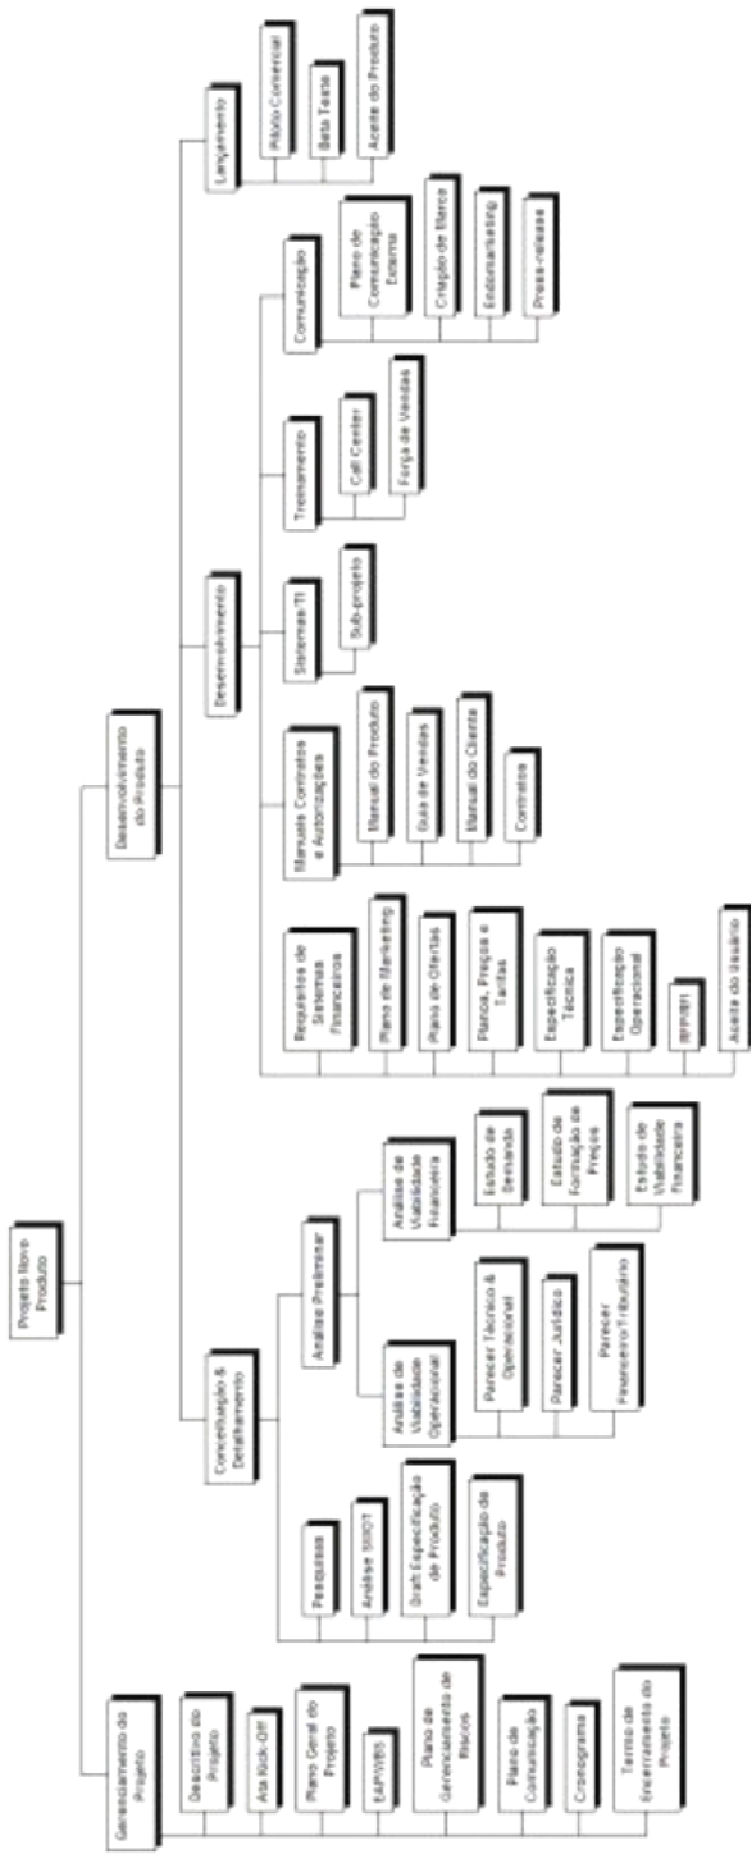 Projeto Novo
Produto
Gerenciamento do
Projeto
Descritivo do
Projeto
Ata Kick-Off
Plano Geral do
Projeto
EAP/WBS
Plano de
Gerenciamento de
Riscos
Plano de
Comunicação
Cronograma
Termo de
Encerramento do
Projeto
Desenvolvimento
do Produto
Conceituação &
Detalhamento
Pesquisas
Análise SWOT
Draft Especificação
de Produto
Especificação de
Produto
Análise Preliminar
Análise de
Viabilidade
Operacional
Parecer Técnico &
Operacional
Parecer Jurídico
Parecer
Financeiro Tributário
Análise de
Viabilidade
Financeira
Estudo de
Demanda
Estudo de
Formação de
Preços
Estudo de
Viabilidade
Financeira
Desenvolvimento
Requisitos de
Sistemas
Financeiros
Plano de Marketing
Plano de Ofertas
Planos, Preços e
Tarifas
Especificação
Técnica
Especificação
Operacional
Aceite do Usuário
Manuais Contratos
e Autorizações
Manual do Produto
Guia de Vendas
Manual do Cliente
Contratos
Sistemas TI
Sub-projeto
Treinamento
Call Center
Força de Vendas
Comunicação
Plano de
Comunicação
Externa
Criação de Marca
Endomarketing
Press-release
Lançamento
Piloto Comercial
Beta Teste
Aceite do Produto